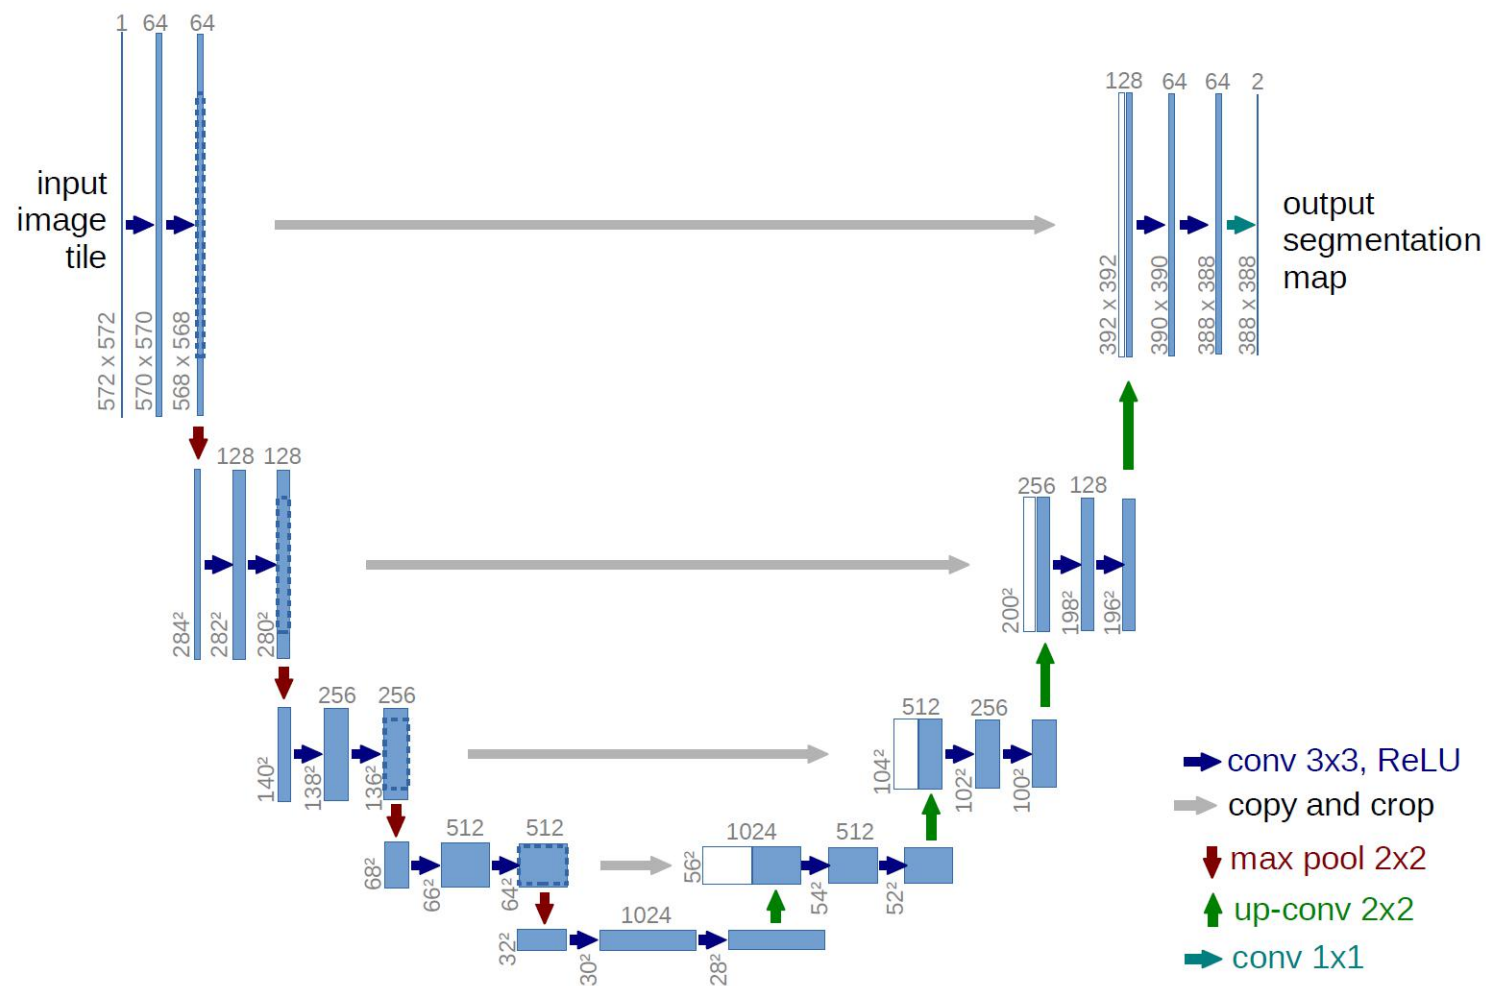 1 64 64
input
image
tile
572 x 572
570 x 570
568 x 568
128 64 64 2
392 x 392
390 x 390
388 x 388
388 x 388
output
segmentation
map
128 128
284²
282²
280²
256 128
200²
198²
196²
256 256
140²
138²
136²
512 256
104²
102²
100²
512 512
68²
66²
64²
1024 512
56²
54²
52²
1024
32²
30²
28²
conv 3x3, ReLU
copy and crop
max pool 2x2
up-conv 2x2
conv 1x1